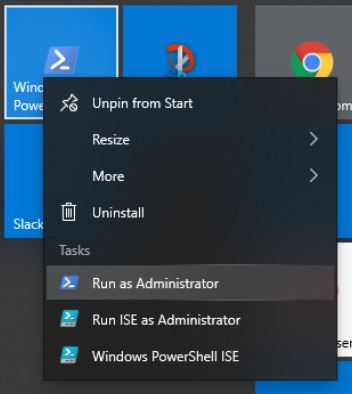 Wind
Powe
Unpin from Start
Resize
More
Slack
Uninstall
Tasks
Run as Administrator
Run ISE as Administrator
Windows PowerShell ISE
om
ser